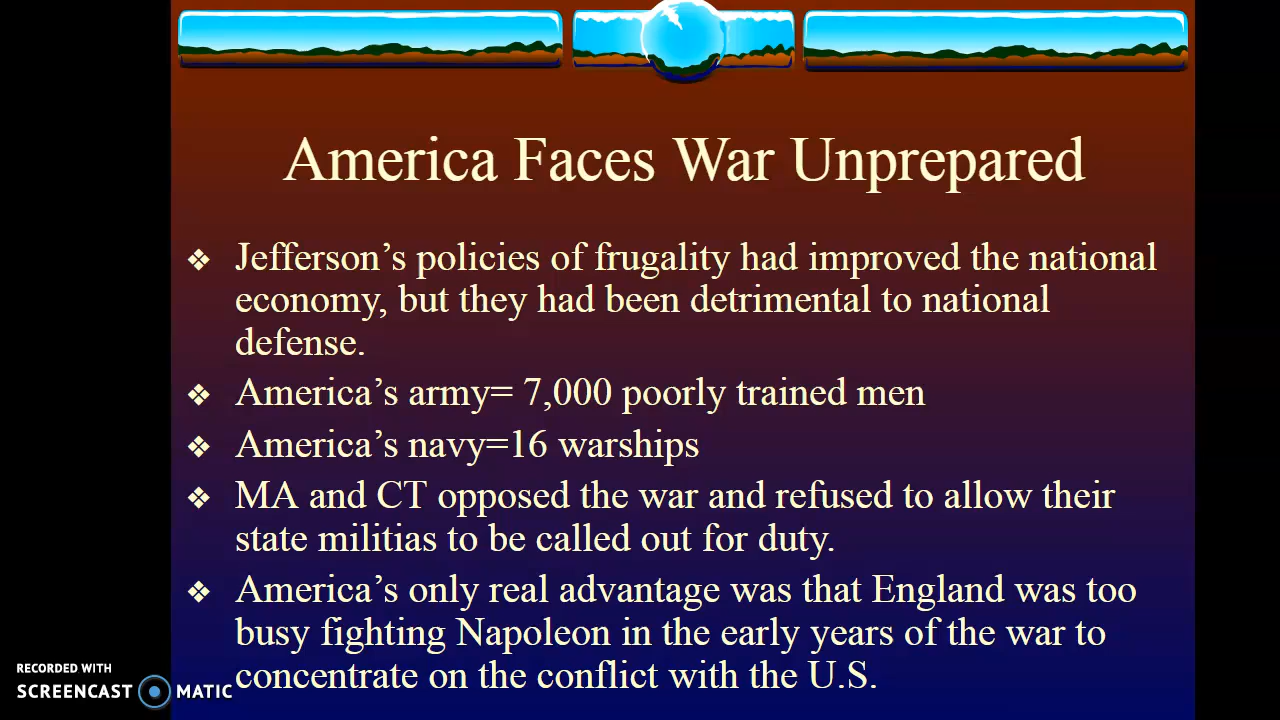 America Faces War Unprepared
❖ Jefferson’s policies of frugality had improved the national
economy, but they had been detrimental to national
defense.
❖ America’s army= 7,000 poorly trained men
❖ America’s navy=16 warships
❖ MA and CT opposed the war and refused to allow their
state militias to be called out for duty.
❖ America’s only real advantage was that England was too
busy fighting Napoleon in the early years of the war to
concentrate on the conflict with the U.S.
RECORDED WITH
SCREENCAST MATIC